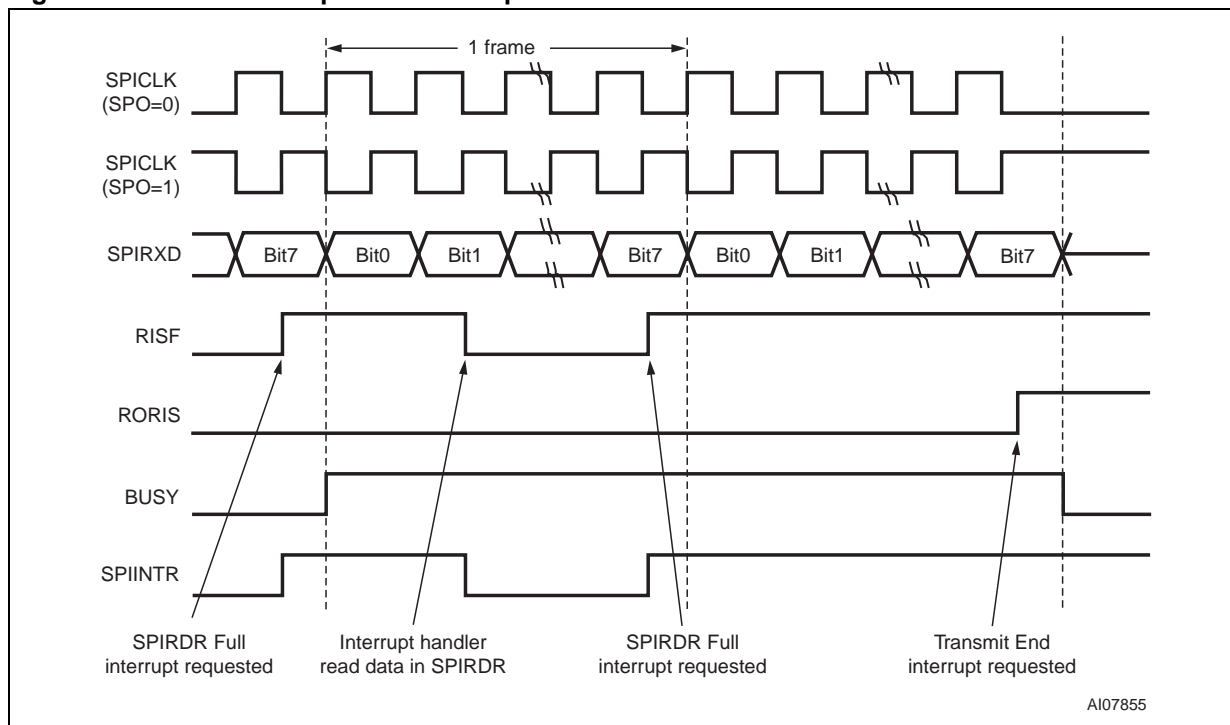 1 frame
SPICLK
(SPO=0)
SPICLK
(SPO=1)
SPIRXD
Bit7
Bit0
Bit1
Bit7
Bit0
Bit1
Bit7
RISF
RORIS
BUSY
SPIINTR
SPIRDR Full
interrupt requested
Interrupt handler
read data in SPIRDR
SPIRDR Full
interrupt requested
Transmit End
interrupt requested
AI07855